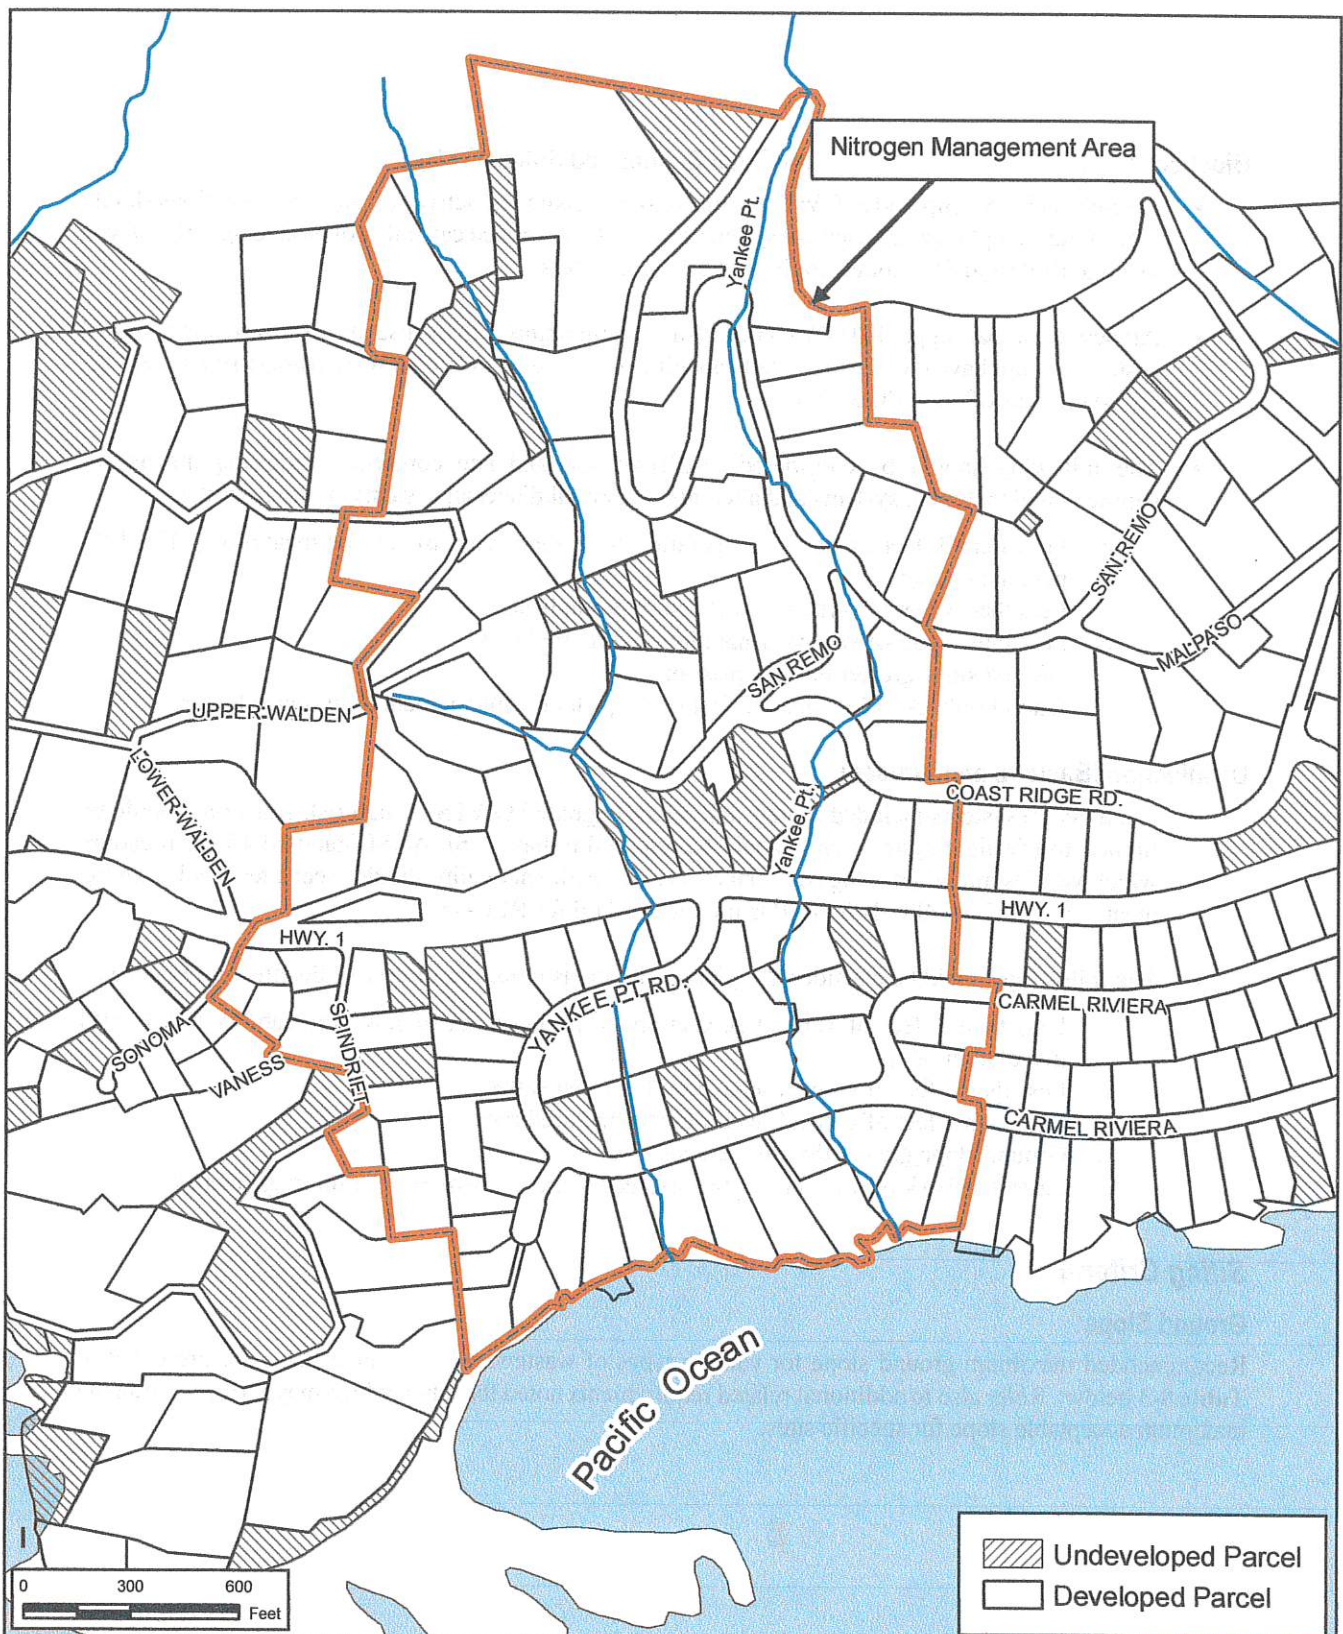 Nitrogen Management Area
Yankee Pt.
SAN REMO
MALPASO
SAN REMO
UPPER WALDEN
LOWER WALDEN
COAST RIDGE RD.
Yankee Pt.
HWY. 1
HWY. 1
YANKEE PT. RD.
CARMEL RIVIERA
SPINDRIFT
SONOMA
VANESS
CARMEL RIVIERA
Pacific Ocean
Undeveloped Parcel
Developed Parcel
0 300 600
Feet